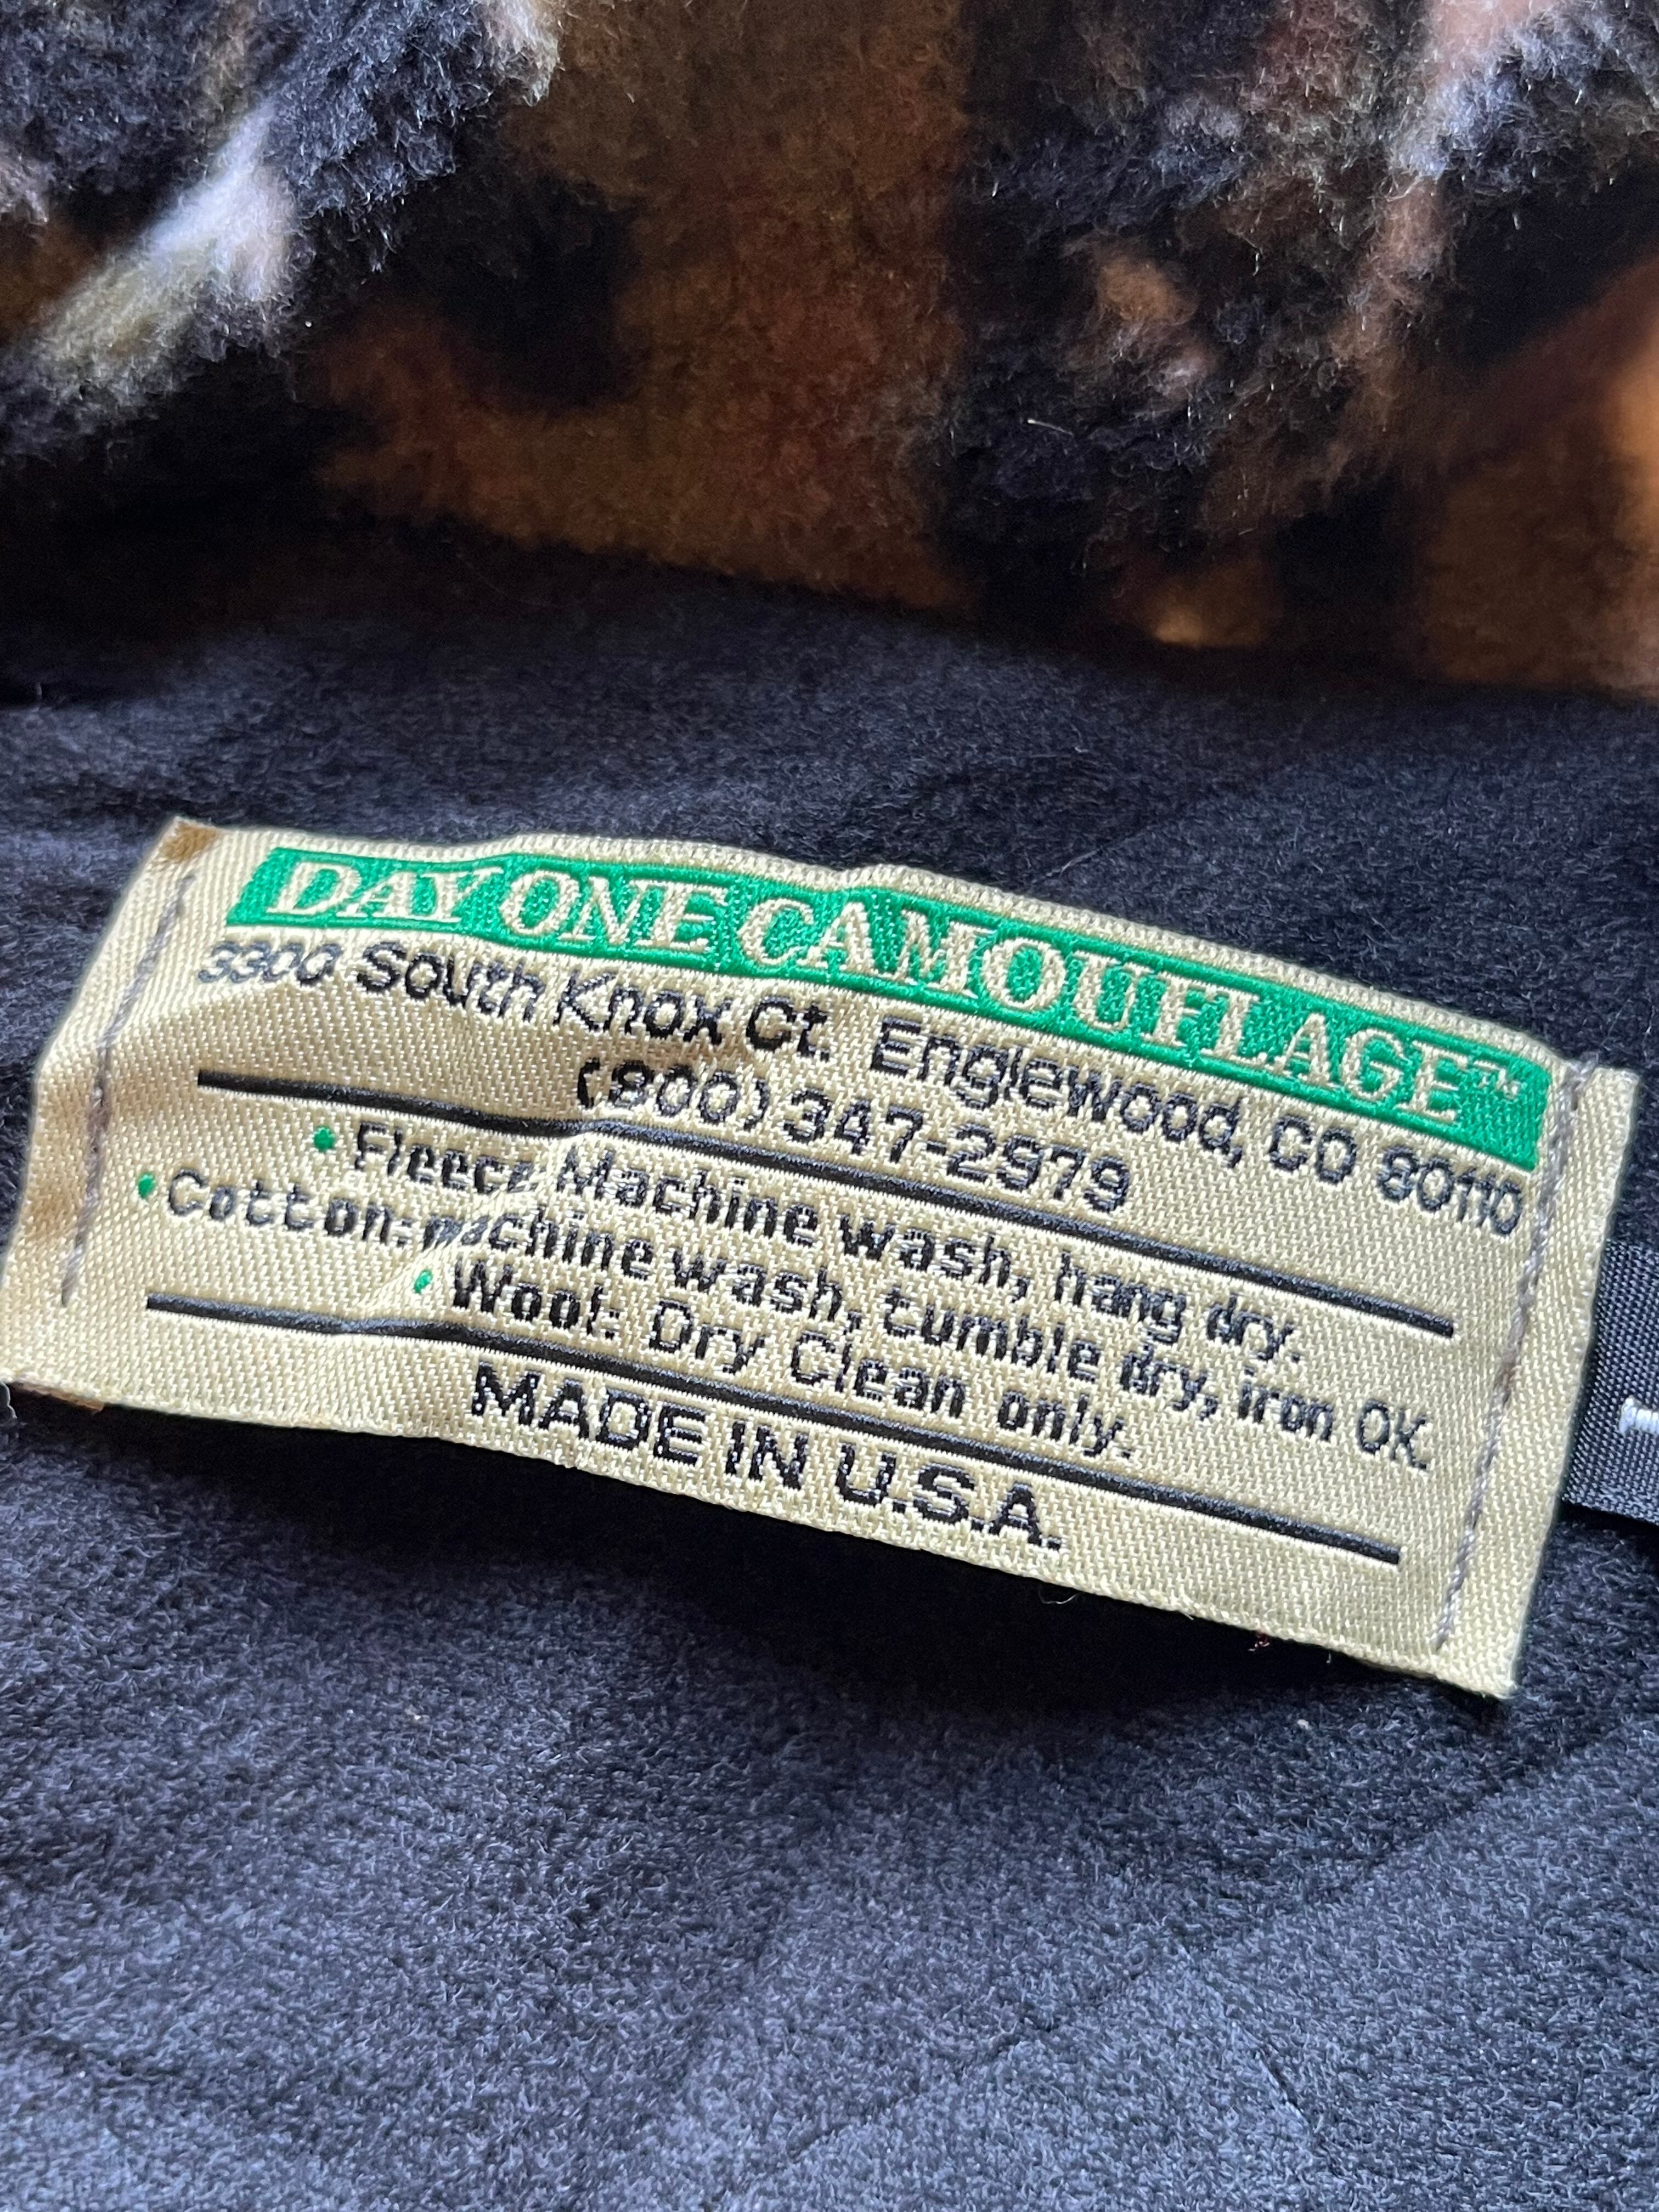 DAY ONE CAMOUFLAGE™
3300 South Knox Ct. Englewood, CO 80110
(800) 347-2979
• Fleece Machine wash, hang dry.
• Cotton: machine wash, tumble dry, iron OK.
• Wool: Dry Clean only.
MADE IN U.S.A.